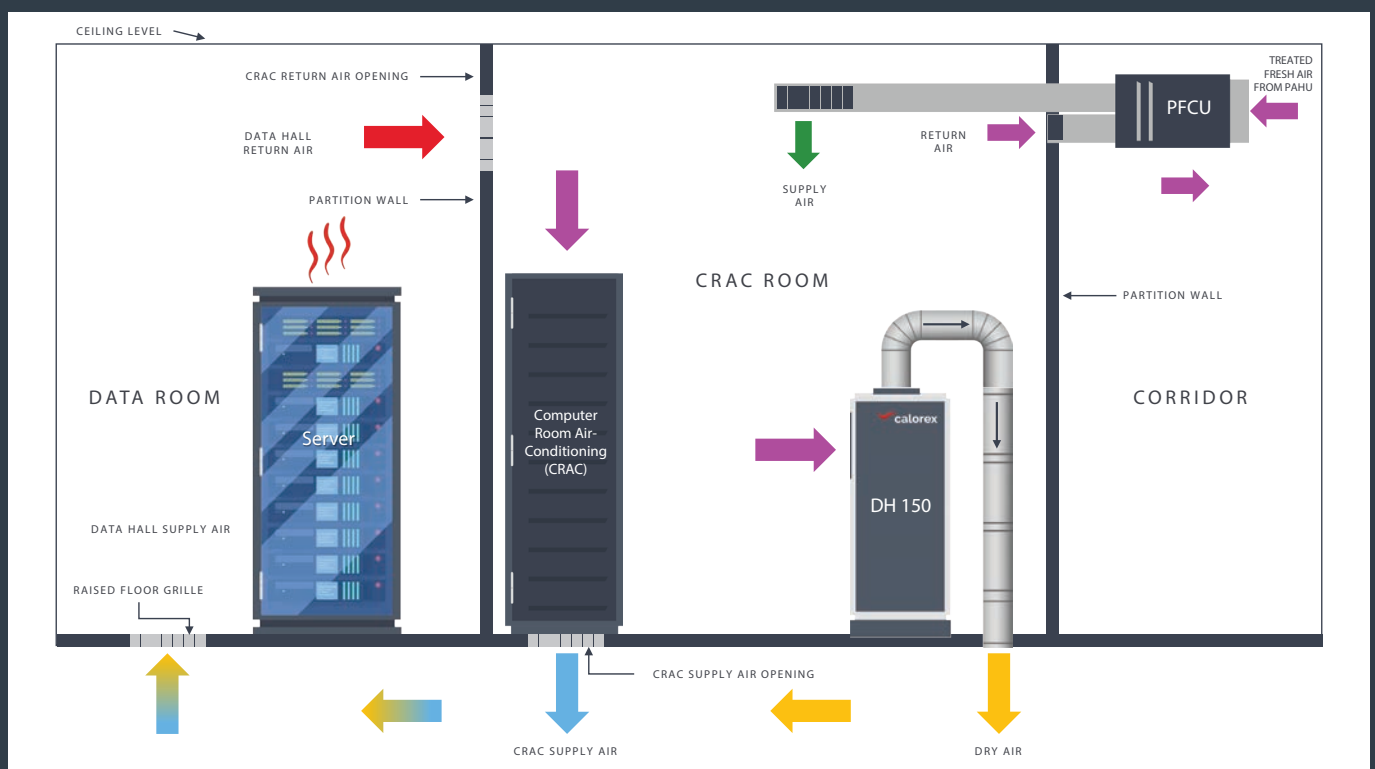 CEILING LEVEL
CRAC RETURN AIR OPENING
DATA HALL
RETURN AIR
PARTITION WALL
TREATED
FRESH AIR
FROM PAHU
PFCU
RETURN
AIR
SUPPLY
AIR
CRAC ROOM
PARTITION WALL
DATA ROOM
Server
Computer
Room Air-
Conditioning
(CRAC)
calorex
DH 150
CORRIDOR
DATA HALL SUPPLY AIR
RAISED FLOOR GRILLE
CRAC SUPPLY AIR OPENING
CRAC SUPPLY AIR
DRY AIR